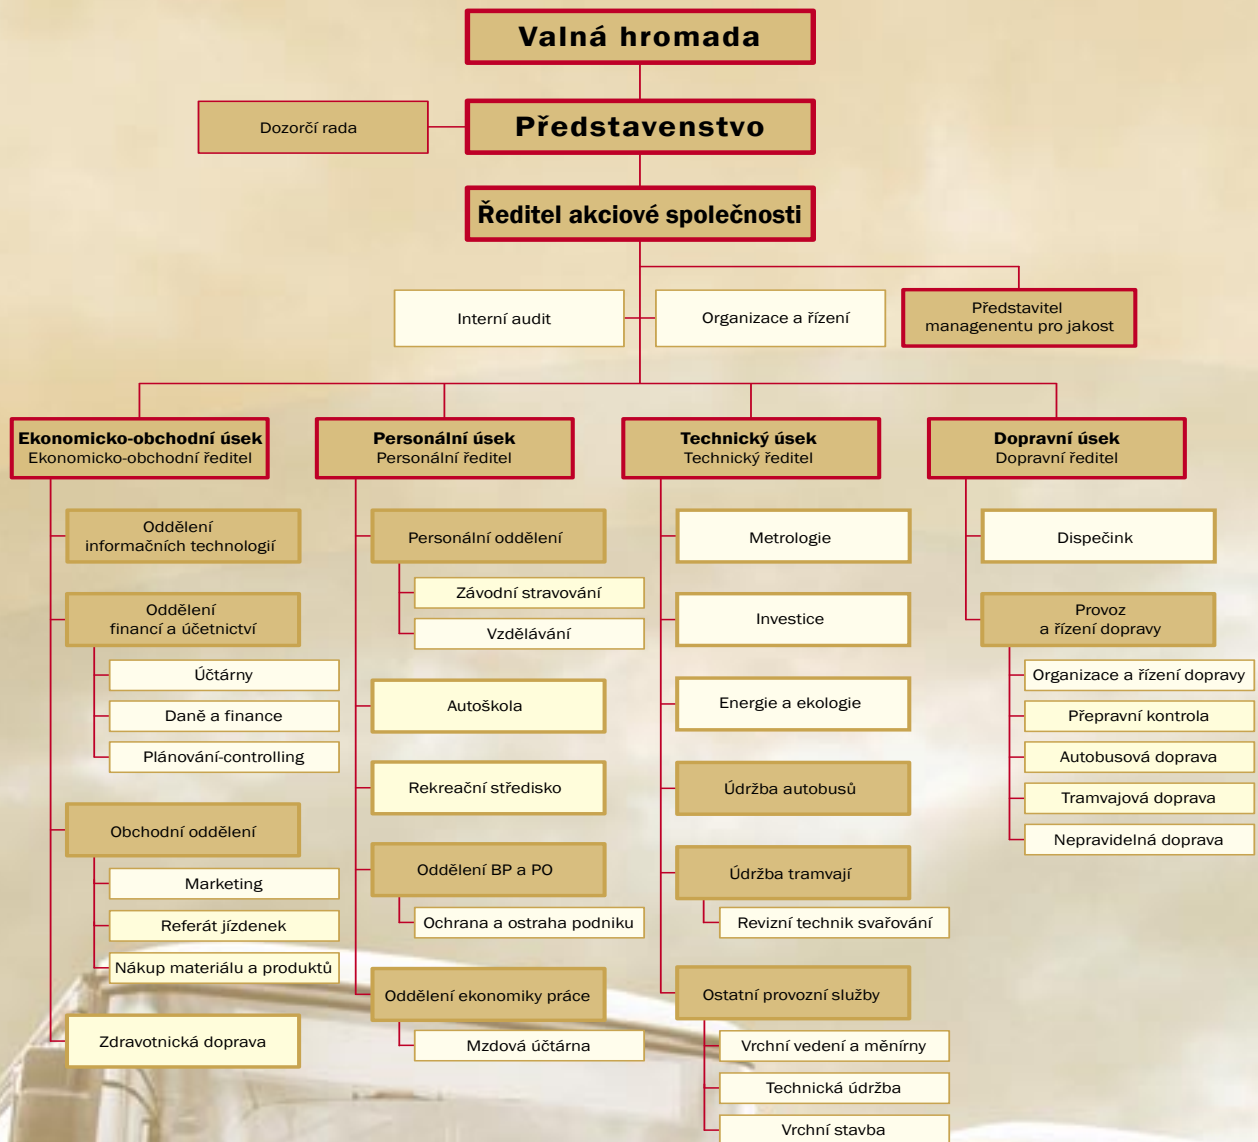 Valná hromada
Dozorčí rada
Představenstvo
Ředitel akciové společnosti
Interní audit
Organizace a řízení
Představitel
managenentu pro jakost
Ekonomicko-obchodní úsek
Ekonomicko-obchodní ředitel
Oddělení
informačních technologií
Oddělení
financí a účetnictví
Účtárny
Daně a finance
Plánování-controlling
Obchodní oddělení
Marketing
Referát jízdenek
Nákup materiálu a produktů
Zdravotnická doprava
Personální úsek
Personální ředitel
Personální oddělení
Závodní stravování
Vzdělávání
Autoškola
Rekreační středisko
Oddělení BP a PO
Ochrana a ostraha podniku
Oddělení ekonomiky práce
Mzdová účtárna
Technický úsek
Technický ředitel
Metrologie
Investice
Energie a ekologie
Údržba autobusů
Údržba tramvají
Revizní technik svařování
Ostatní provozní služby
Vrchní vedení a měnírny
Technická údržba
Vrchní stavba
Dopravní úsek
Dopravní ředitel
Dispečink
Provoz
a řízení dopravy
Organizace a řízení dopravy
Přepravní kontrola
Autobusová doprava
Tramvajová doprava
Nepravidelná doprava